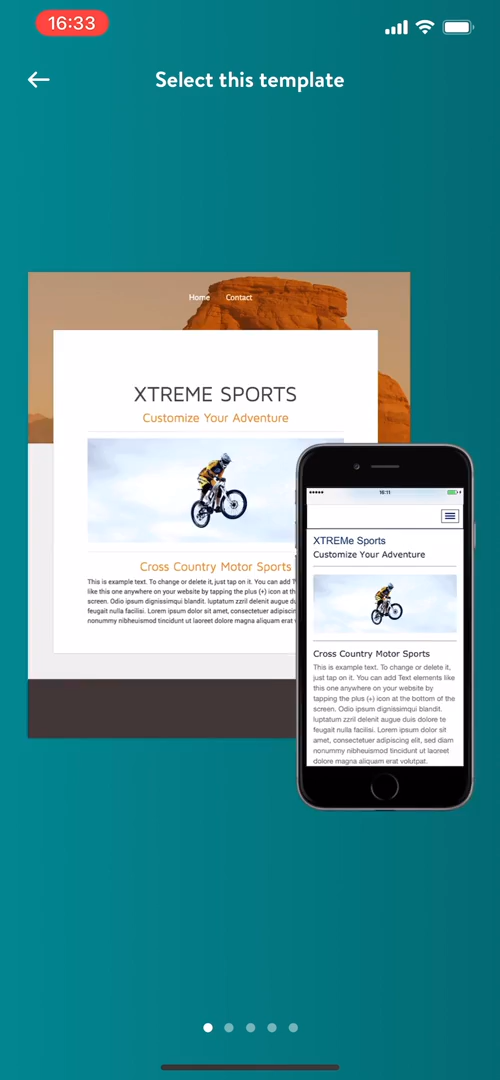 16:33
Select this template
Home Contact
XTREME SPORTS
Customize Your Adventure
Cross Country Motor Sports
This is example text. To change or delete it, just tap on it. You can add
like this one anywhere on your website by tapping the plus (+) icon at
screen. Odio ipsum dignissimqui blandit. luptatum zzril delenit augue
feugait nulla facilisi. Lorem ipsum dolor sit amet, consectetuer
nonummy nibheuismod tincidunt ut laoreet dolore magna aliquam erat
16:11
XTREMe Sports
Customize Your Adventure
Cross Country Motor Sports
This is example text. To change or delete it,
just tap on it. You can add Text elements like
this one anywhere on your website by
tapping the plus (+) icon at the bottom of the
screen. Odio ipsum dignissimqui blandit.
luptatum zzril delenit augue duis dolore te
feugait nulla facilisi. Lorem ipsum dolor sit
amet, consectetuer adipiscing elit, sed diam
nonummy nibheuismod tincidunt ut laoreet
dolore magna aliquam erat volutpat.